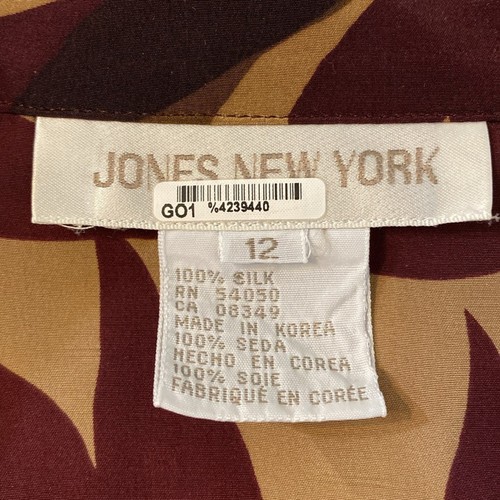 JONES NEW YORK
GO1 %4239440
12
100% SILK
RN 54050
CA 08349
MADE IN KOREA
100% SEDA
HECHO EN COREA
100% SOIE
FABRIQUÉ EN CORÉE